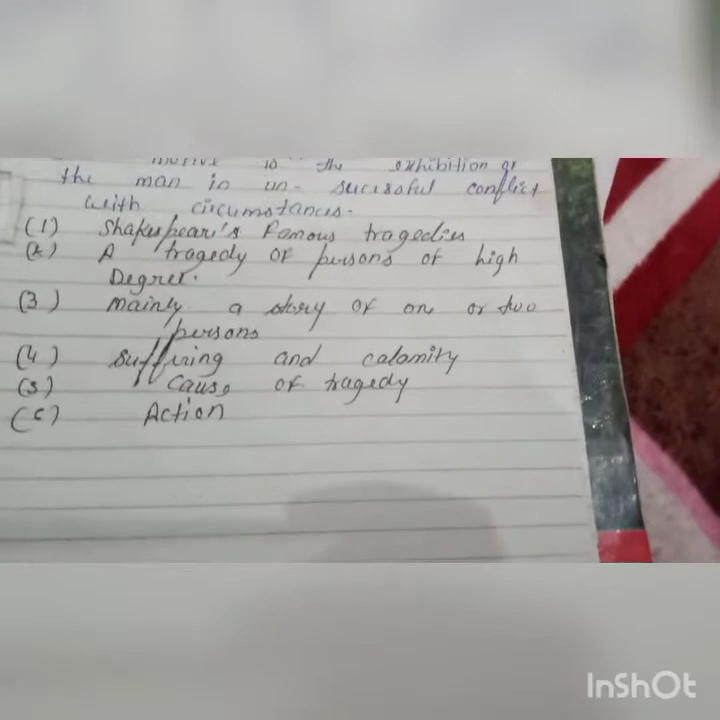 motive is the exhibition of
the man in un- sucessful conflict
with circumstances.
(1) Shakespear's Famous tragedies
(2) A tragedy of persons of high
Degree.
(3) mainly a story of one or two
persons
(4) suffering and calamity
(5) Cause of tragedy
(6) Action
InShOt